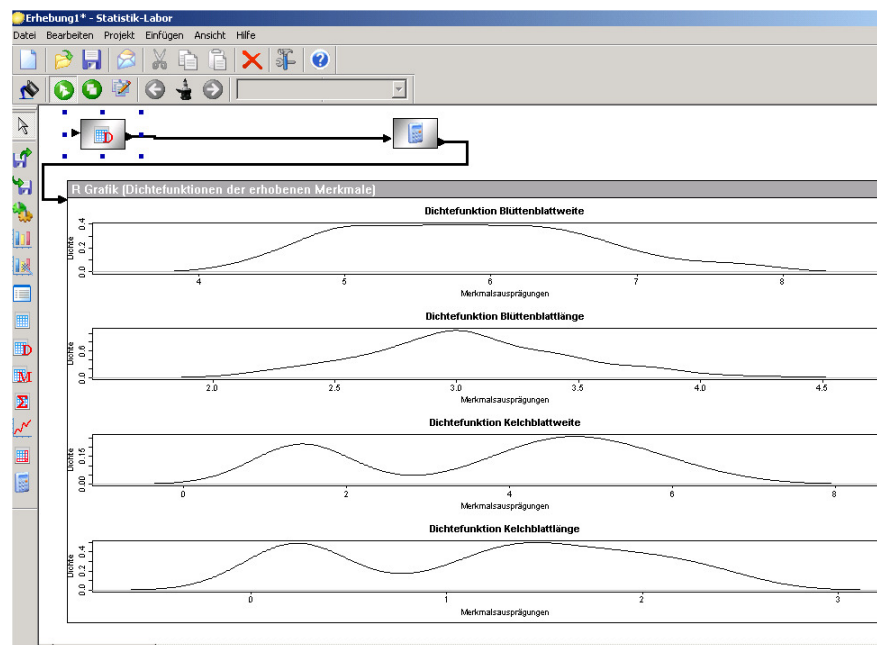 Erhebung1* - Statistik-Labor
Datei Bearbeiten Projekt Einfügen Ansicht Hilfe
D
R Grafik (Dichtefunktionen der erhobenen Merkmale)
Dichtefunktion Blüttenblattweite
Dichte
0.0 0.2 0.4
4 5 6 7 8
Merkmalsausprägungen
Dichtefunktion Blüttenblattlänge
Dichte
0.0 0.6
2.0 2.5 3.0 3.5 4.0 4.5
Merkmalsausprägungen
Dichtefunktion Kelchblattweite
Dichte
0.00 0.15
0 2 4 6 8
Merkmalsausprägungen
Dichtefunktion Kelchblattlänge
Dichte
0.0 0.2 0.4
0 1 2 3
Merkmalsausprägungen
D
M
Σ